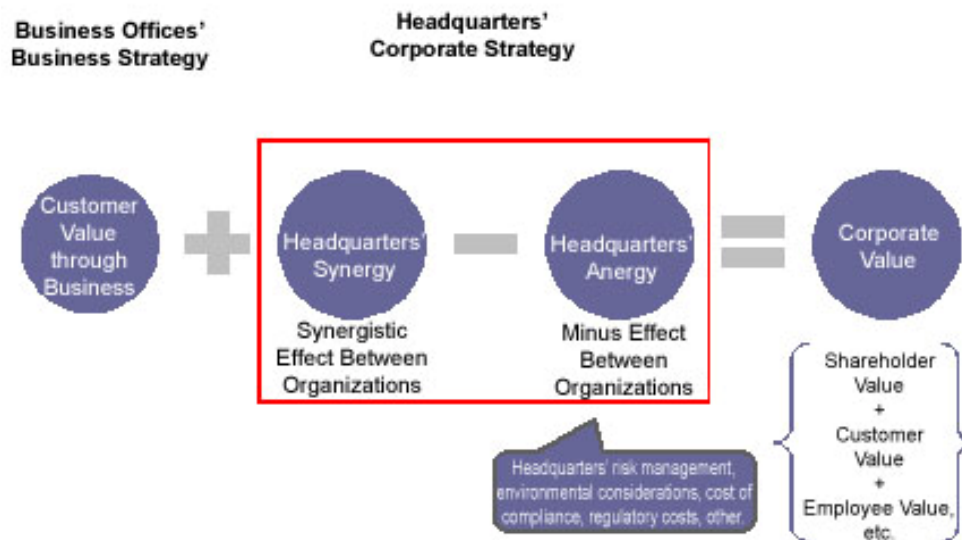 Business Offices'
Business Strategy
Headquarters'
Corporate Strategy
Customer
Value
through
Business
Headquarters'
Synergy
Headquarters'
Anergy
Corporate
Value
Synergistic
Effect Between
Organizations
Minus Effect
Between
Organizations
Headquarters' risk management,
environmental considerations, cost of
compliance, regulatory costs, other.
Shareholder
Value
+
Customer
Value
+
Employee Value,
etc.